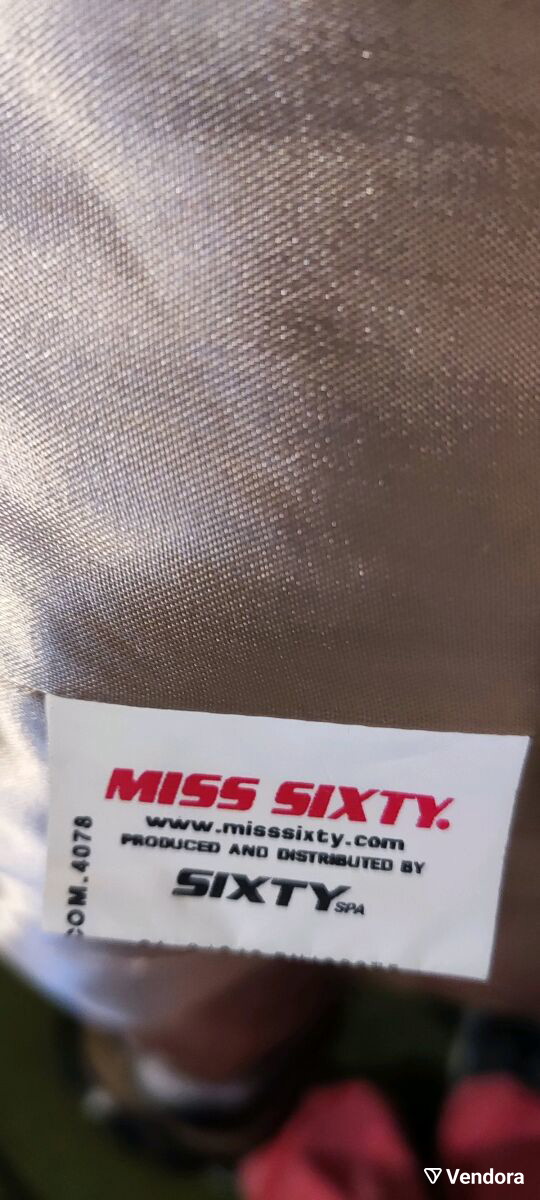 MISS SIXTY.
www.misssixty.com
PRODUCED AND DISTRIBUTED BY
SIXTY SPA
COM.4078
Vendora